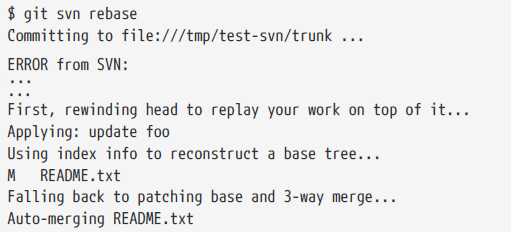 $ git svn rebase
Committing to file:///tmp/test-svn/trunk ...
ERROR from SVN:
...
...
First, rewinding head to replay your work on top of it...
Applying: update foo
Using index info to reconstruct a base tree...
M   README.txt
Falling back to patching base and 3-way merge...
Auto-merging README.txt